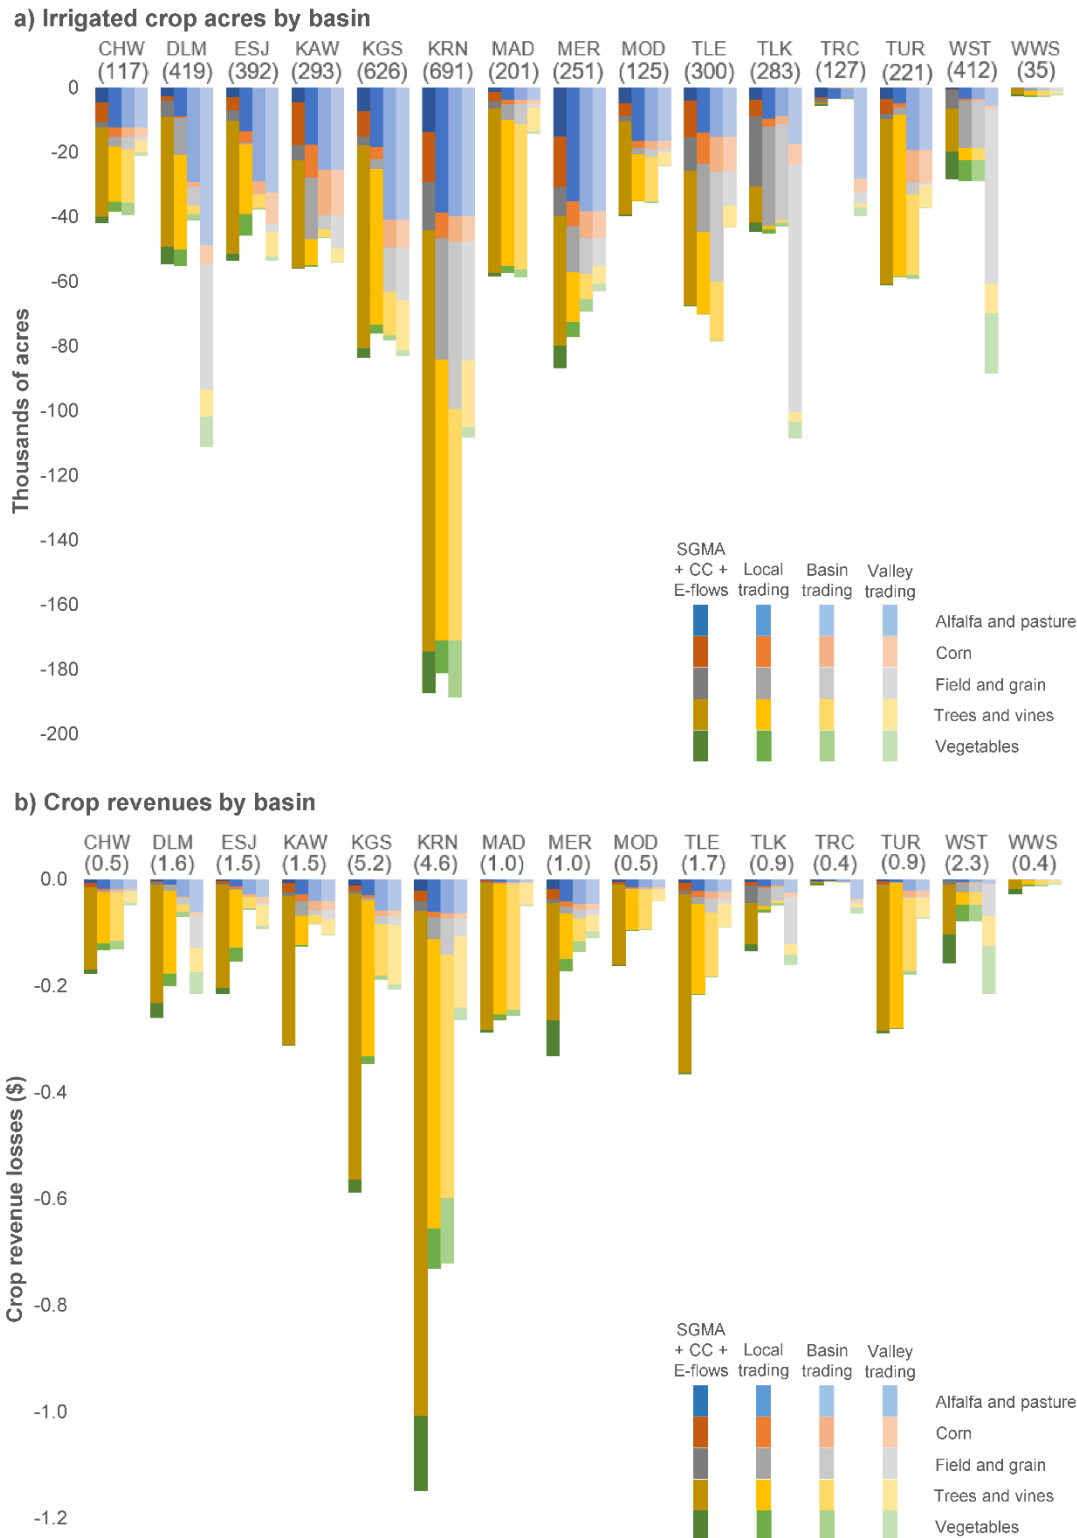 a) Irrigated crop acres by basin
CHW DLM ESJ KAW KGS KRN MAD MER MOD TLE TLK TRC TUR WST WWS
(117) (419) (392) (293) (626) (691) (201) (251) (125) (300) (283) (127) (221) (412) (35)
0
-20
-40
-60
-80
-100
-120
-140
-160
-180
-200
Thousands of acres
SGMA
+ CC + Local Basin Valley
E-flows trading trading trading
Alfalfa and pasture
Corn
Field and grain
Trees and vines
Vegetables
b) Crop revenues by basin
CHW DLM ESJ KAW KGS KRN MAD MER MOD TLE TLK TRC TUR WST WWS
(0.5) (1.6) (1.5) (1.5) (5.2) (4.6) (1.0) (1.0) (0.5) (1.7) (0.9) (0.4) (0.9) (2.3) (0.4)
0.0
-0.2
-0.4
-0.6
-0.8
-1.0
-1.2
Crop revenue losses ($)
SGMA
+ CC + Local Basin Valley
E-flows trading trading trading
Alfalfa and pasture
Corn
Field and grain
Trees and vines
Vegetables